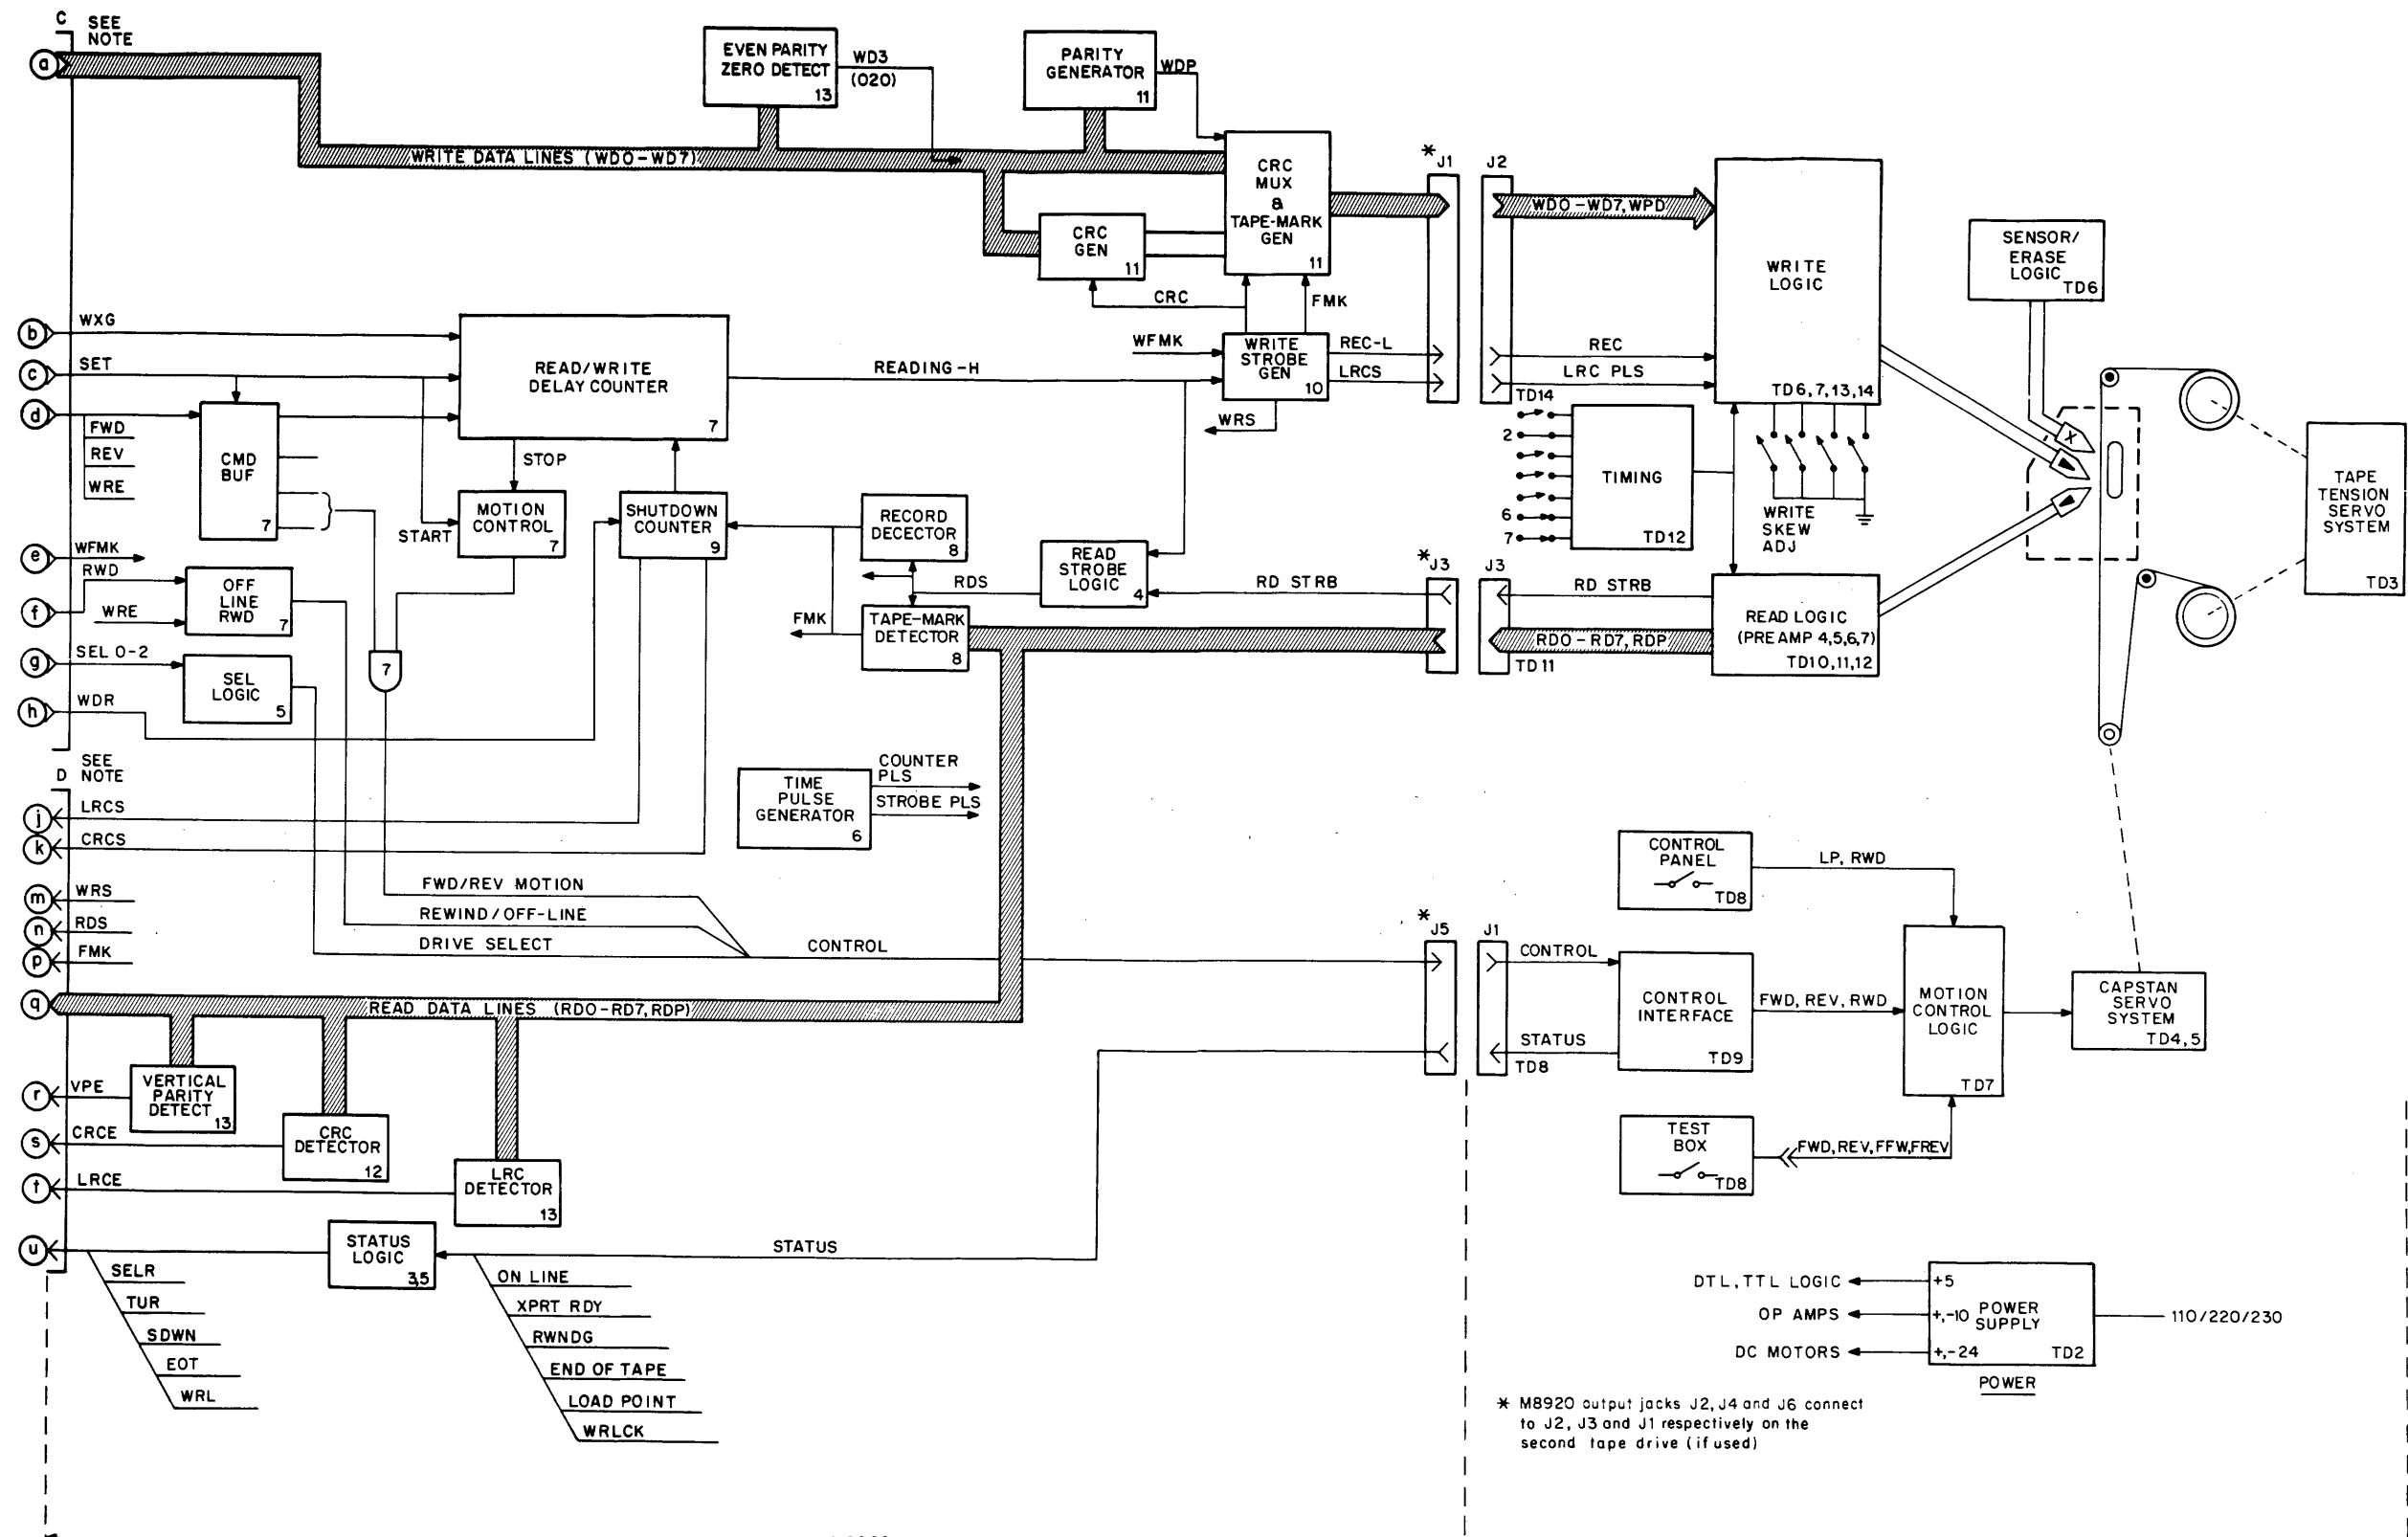 C SEE
NOTE
a
EVEN PARITY
ZERO DETECT
13
WD3
(020)
PARITY
GENERATOR
11
WDP
WRITE DATA LINES (WD0-WD7)
CRC
MUX
&
TAPE-MARK
GEN
11
CRC
GEN
11
CRC
FMK
* J1
J2
WD0-WD7, WPD
WRITE
LOGIC
TD6, 7, 13, 14
SENSOR/
ERASE
LOGIC
TD6
X
b
WXG
c
SET
d
FWD
REV
WRE
CMD
BUF
7
READ/WRITE
DELAY COUNTER
7
READING-H
WFMK
WRITE
STROBE
GEN
10
REC-L
LRCS
WRS
REC
LRC PLS
TD14
2
6
7
TIMING
TD12
WRITE
SKEW
ADJ
TAPE
TENSION
SERVO
SYSTEM
TD3
STOP
START
MOTION
CONTROL
7
SHUTDOWN
COUNTER
9
RECORD
DECECTOR
8
READ
STROBE
LOGIC
4
RDS
RD STRB
* J3
J3
RD STRB
READ LOGIC
(PREAMP 4,5,6,7)
TD10, 11, 12
RD0-RD7, RDP
TD11
e
WFMK
RWD
f
WRE
OFF
LINE
RWD
7
FMK
TAPE-MARK
DETECTOR
8
g
SEL 0-2
SEL
LOGIC
5
7
h
WDR
D SEE
NOTE
TIME
PULSE
GENERATOR
6
COUNTER
PLS
STROBE PLS
j
LRCS
k
CRCS
m
WRS
n
RDS
p
FMK
FWD/REV MOTION
REWIND/OFF-LINE
DRIVE SELECT
CONTROL
* J5
J1
CONTROL
STATUS
TD8
CONTROL
PANEL
TD8
LP, RWD
CONTROL
INTERFACE
TD9
FWD, REV, RWD
MOTION
CONTROL
LOGIC
TD7
CAPSTAN
SERVO
SYSTEM
TD4, 5
TEST
BOX
TD8
FWD, REV, FFW, FREV
q
READ DATA LINES (RD0-RD7, RDP)
r
VPE
VERTICAL
PARITY
DETECT
13
s
CRCE
CRC
DETECTOR
12
t
LRCE
LRC
DETECTOR
13
u
STATUS
LOGIC
3,5
STATUS
SELR
TUR
SDWN
EOT
WRL
ON LINE
XPRT RDY
RWNDG
END OF TAPE
LOAD POINT
WRLCK
DTL, TTL LOGIC
OP AMPS
DC MOTORS
+5
+,-10
+,-24
POWER
SUPPLY
TD2
110/220/230
POWER
* M8920 output jacks J2, J4 and J6 connect
to J2, J3 and J1 respectively on the
second tape drive (if used)